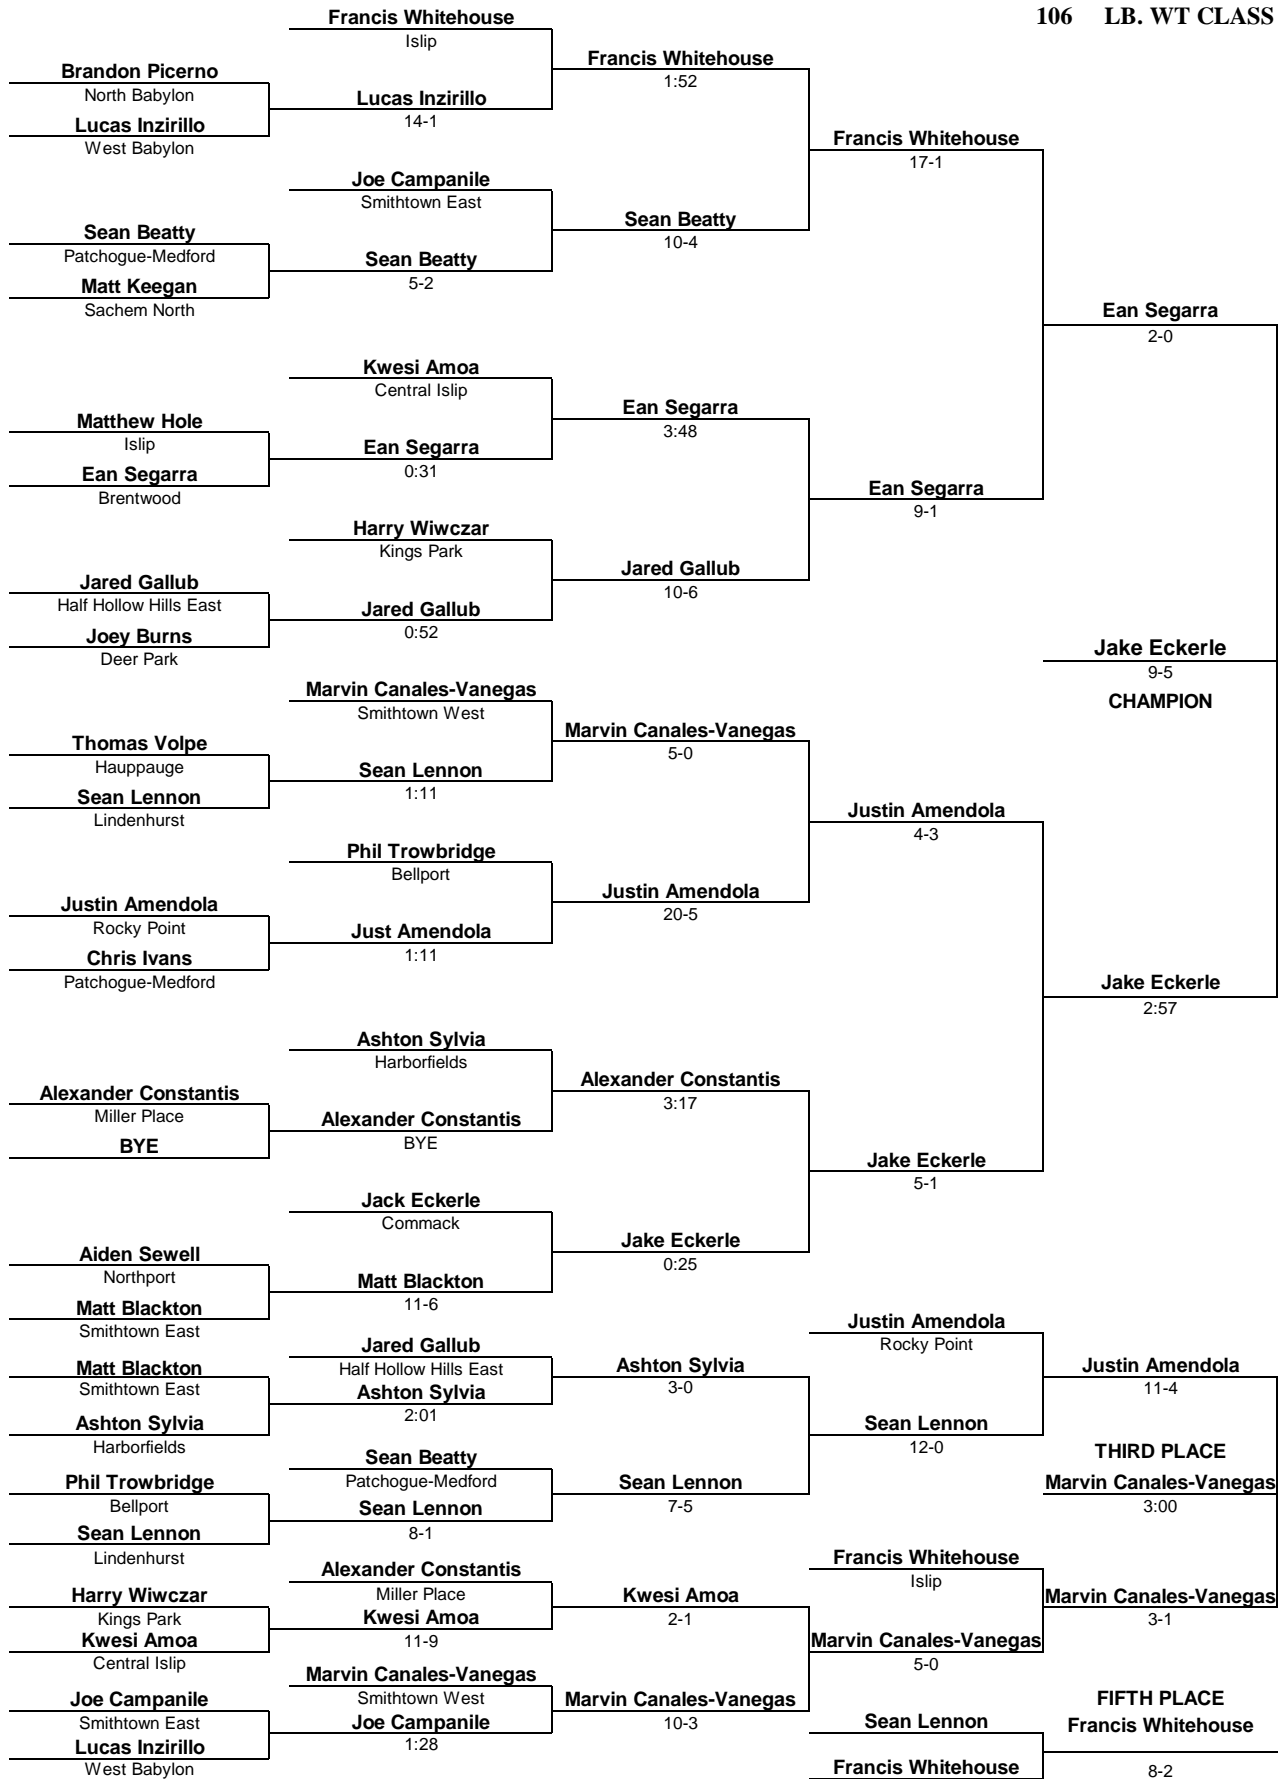 106 LB. WT CLASS
Francis Whitehouse
Islip
Francis Whitehouse
1:52
Brandon Picerno
North Babylon
Lucas Inzirillo
14-1
Lucas Inzirillo
West Babylon
Francis Whitehouse
17-1
Joe Campanile
Smithtown East
Sean Beatty
10-4
Sean Beatty
Patchogue-Medford
Sean Beatty
5-2
Matt Keegan
Sachem North
Ean Segarra
2-0
Kwesi Amoa
Central Islip
Ean Segarra
3:48
Matthew Hole
Islip
Ean Segarra
0:31
Ean Segarra
Brentwood
Ean Segarra
9-1
Harry Wiwczar
Kings Park
Jared Gallub
10-6
Jared Gallub
Half Hollow Hills East
Jared Gallub
0:52
Joey Burns
Deer Park
Jake Eckerle
9-5
CHAMPION
Marvin Canales-Vanegas
Smithtown West
Marvin Canales-Vanegas
5-0
Thomas Volpe
Hauppauge
Sean Lennon
1:11
Sean Lennon
Lindenhurst
Justin Amendola
4-3
Phil Trowbridge
Bellport
Justin Amendola
20-5
Justin Amendola
Rocky Point
Just Amendola
1:11
Chris Ivans
Patchogue-Medford
Jake Eckerle
2:57
Ashton Sylvia
Harborfields
Alexander Constantis
3:17
Alexander Constantis
Miller Place
Alexander Constantis
BYE
BYE
Jake Eckerle
5-1
Jack Eckerle
Commack
Jake Eckerle
0:25
Aiden Sewell
Northport
Matt Blackton
11-6
Matt Blackton
Smithtown East
Justin Amendola
Rocky Point
Jared Gallub
Half Hollow Hills East
Matt Blackton
Smithtown East
Ashton Sylvia
3-0
Justin Amendola
11-4
Ashton Sylvia
2:01
Ashton Sylvia
Harborfields
Sean Lennon
12-0
Sean Beatty
Patchogue-Medford
THIRD PLACE
Phil Trowbridge
Bellport
Sean Lennon
7-5
Marvin Canales-Vanegas
3:00
Sean Lennon
8-1
Sean Lennon
Lindenhurst
Francis Whitehouse
Islip
Alexander Constantis
Miller Place
Harry Wiwczar
Kings Park
Kwesi Amoa
2-1
Marvin Canales-Vanegas
3-1
Kwesi Amoa
11-9
Kwesi Amoa
Central Islip
Marvin Canales-Vanegas
5-0
Marvin Canales-Vanegas
Smithtown West
Joe Campanile
Smithtown East
Marvin Canales-Vanegas
10-3
FIFTH PLACE
Francis Whitehouse
Joe Campanile
1:28
Sean Lennon
Lucas Inzirillo
West Babylon
Francis Whitehouse
8-2